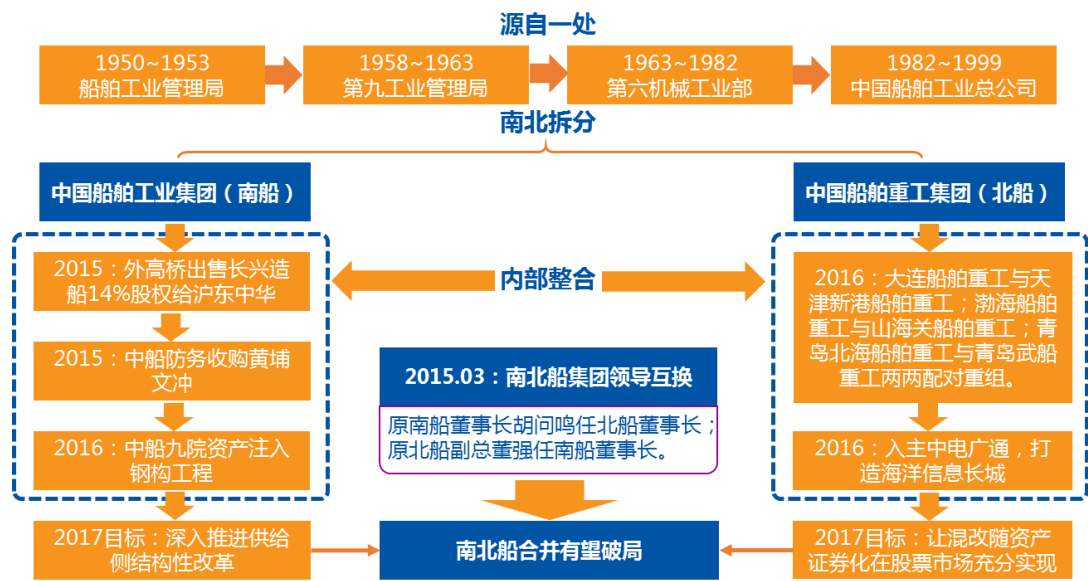 源自一处
1950~1953
船舶工业管理局
1958~1963
第九工业管理局
1963~1982
第六机械工业部
1982~1999
中国船舶工业总公司
南北拆分
中国船舶工业集团（南船）
中国船舶重工集团（北船）
2015：外高桥出售长兴造
船14%股权给沪东中华
2015：中船防务收购黄埔
文冲
2016：中船九院资产注入
钢构工程
2017目标：深入推进供给
侧结构性改革
内部整合
2015.03：南北船集团领导互换
原南船董事长胡问鸣任北船董事长；
原北船副总董强任南船董事长。
南北船合并有望破局
2016：大连船舶重工与天
津新港船舶重工；渤海船舶
重工与山海关船舶重工；青
岛北海船舶重工与青岛武船
重工两两配对重组。
2016：入主中电广通，打
造海洋信息长城
2017目标：让混改随资产
证券化在股票市场充分实现